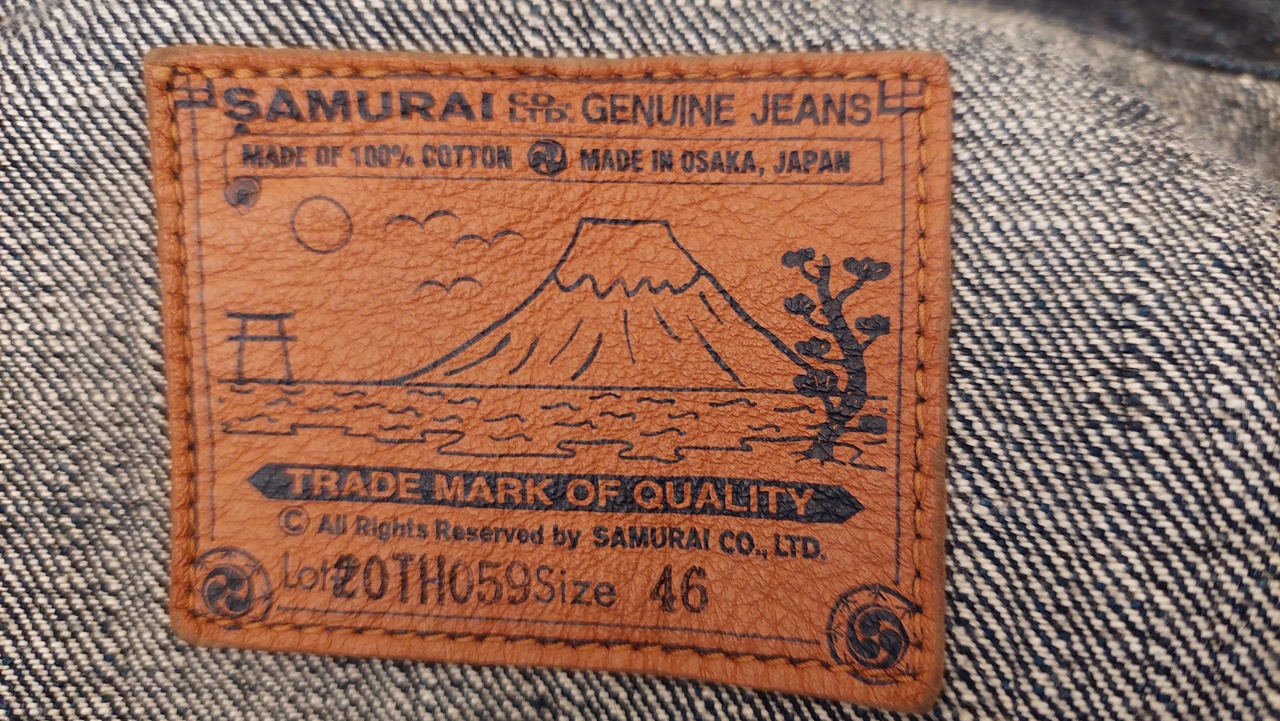 SAMURAI CO., LTD. GENUINE JEANS
MADE OF 100% COTTON MADE IN OSAKA, JAPAN
TRADE MARK OF QUALITY
© All Rights Reserved by SAMURAI CO., LTD.
Lot# 20TH059 Size 46